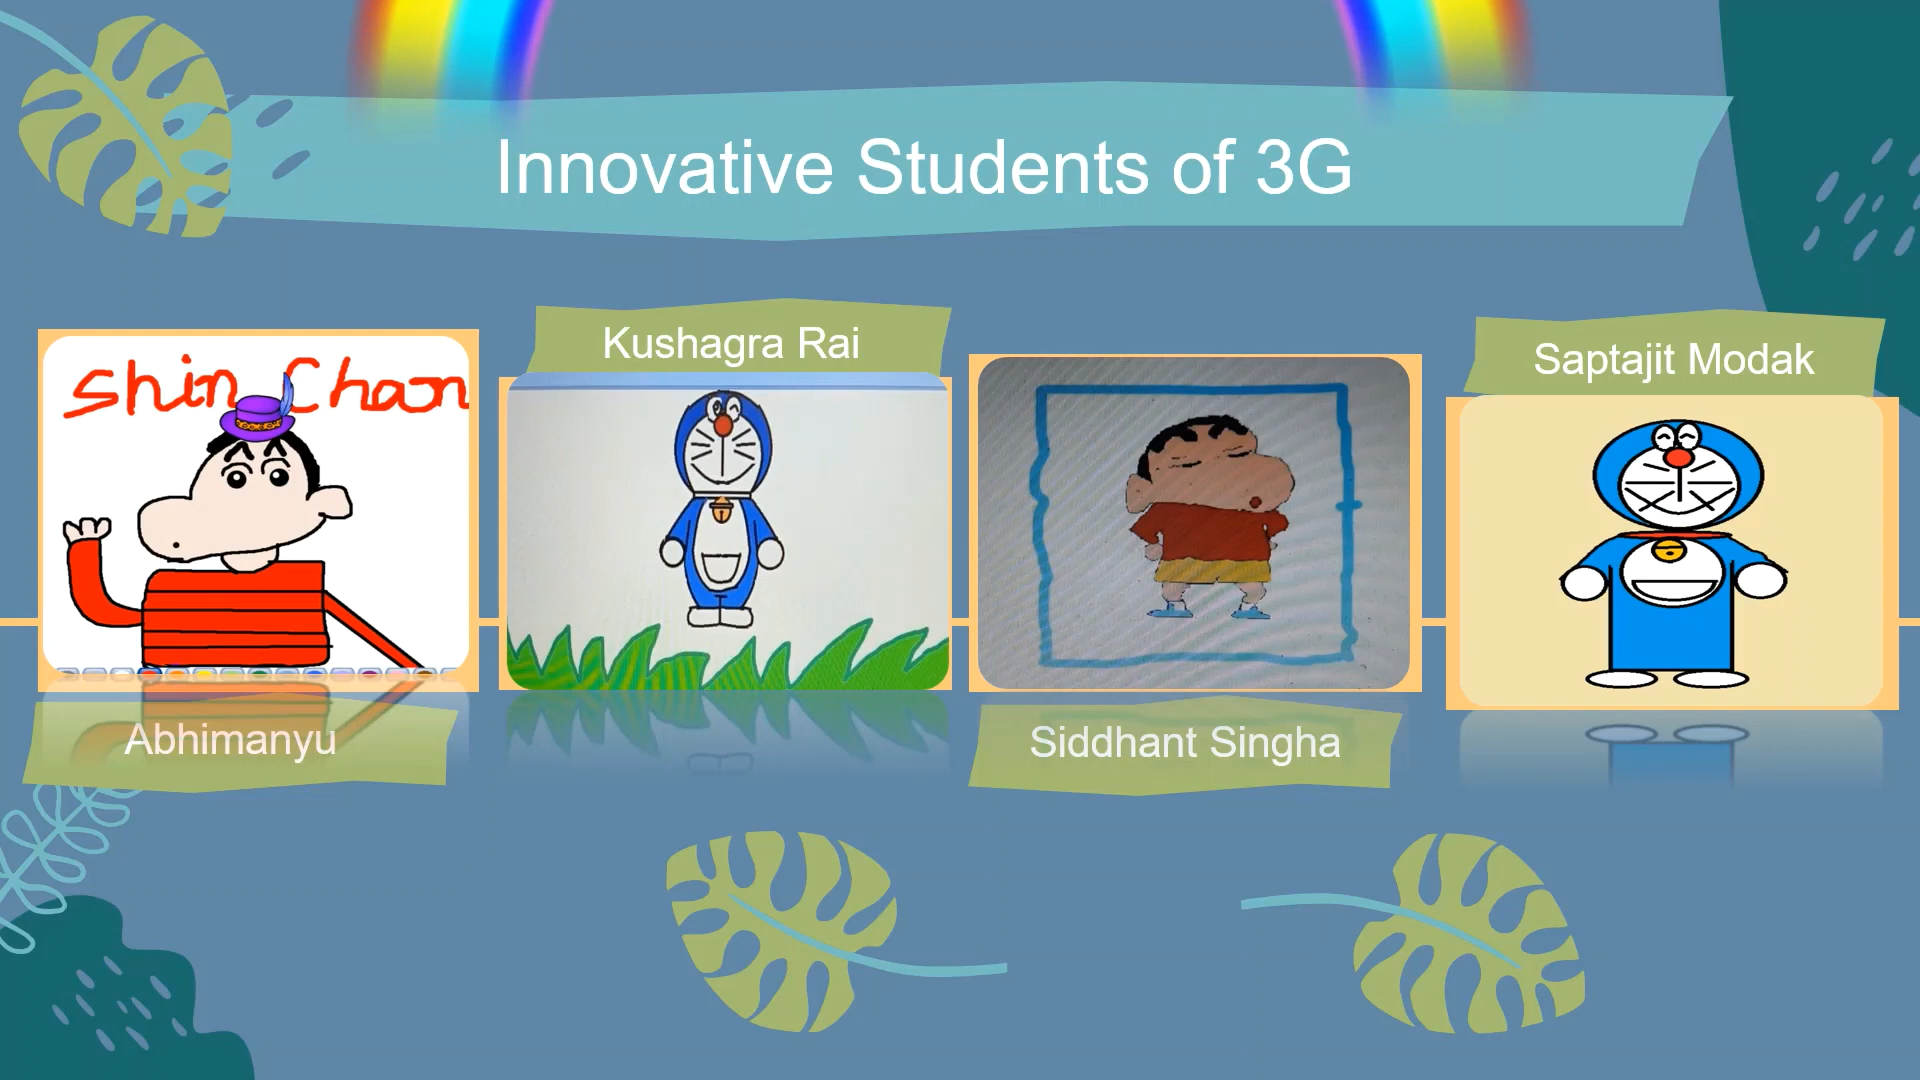 Innovative Students of 3G
Shin Chan
Kushagra Rai
Saptajit Modak
Abhimanyu
Siddhant Singha